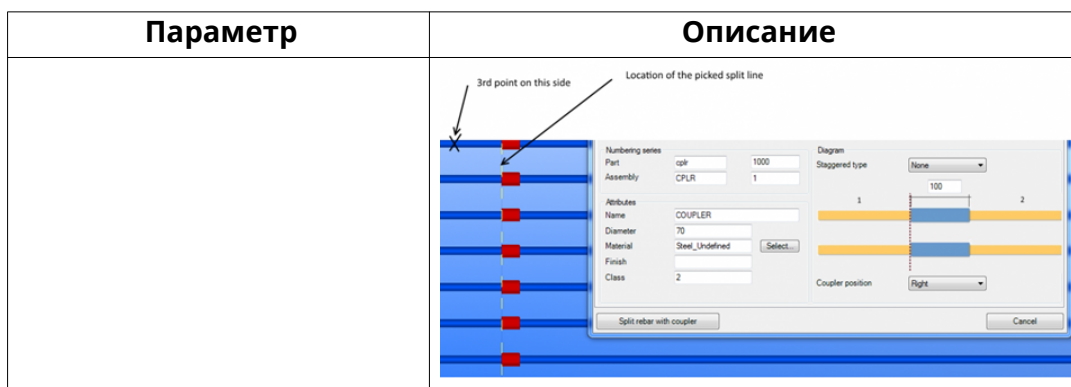 Параметр
Описание
3rd point on this side
Location of the picked split line
Numbering series
Diagram
Part cplr 1000
Staggered type None
Assembly CPLR 1
100
1 2
Attributes
Name COUPLER
Diameter 70
Material Steel_Undefined Select...
Finish
Class 2
Coupler position Right
Split rebar with coupler
Cancel